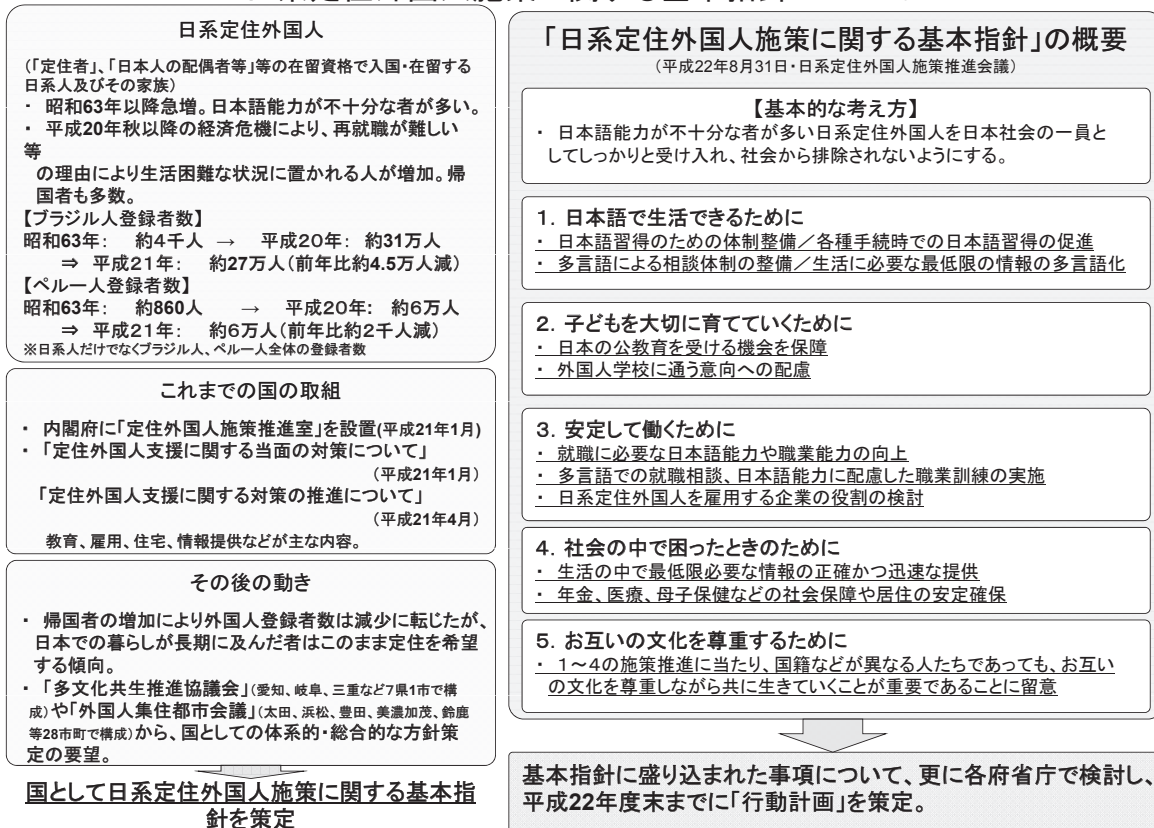 日系定住外国人
(「定住者」、「日本人の配偶者等」等の在留資格で入国・在留する
日系人及びその家族)
・ 昭和63年以降急増。日本語能力が不十分な者が多い。
・ 平成20年秋以降の経済危機により、再就職が難しい
等
の理由により生活困難な状況に置かれる人が増加。帰
国者も多数。
【ブラジル人登録者数】
昭和63年: 約4千人 → 平成20年: 約31万人
⇒ 平成21年: 約27万人(前年比約4.5万人減)
【ペルー人登録者数】
昭和63年: 約860人 → 平成20年: 約6万人
⇒ 平成21年: 約6万人(前年比約2千人減)
※日系人だけでなくブラジル人、ペルー人全体の登録者数
これまでの国の取組
・ 内閣府に「定住外国人施策推進室」を設置(平成21年1月)
・ 「定住外国人支援に関する当面の対策について」
(平成21年1月)
「定住外国人支援に関する対策の推進について」
(平成21年4月)
教育、雇用、住宅、情報提供などが主な内容。
その後の動き
・ 帰国者の増加により外国人登録者数は減少に転じたが、
日本での暮らしが長期に及んだ者はこのまま定住を希望
する傾向。
・ 「多文化共生推進協議会」(愛知、岐阜、三重など7県1市で構
成)や「外国人集住都市会議」(太田、浜松、豊田、美濃加茂、鈴鹿
等28市町で構成)から、国としての体系的・総合的な方針策
定の要望。
国として日系定住外国人施策に関する基本指
針を策定
「日系定住外国人施策に関する基本指針」の概要
(平成22年8月31日・日系定住外国人施策推進会議)
【基本的な考え方】
・ 日本語能力が不十分な者が多い日系定住外国人を日本社会の一員と
してしっかりと受け入れ、社会から排除されないようにする。
1. 日本語で生活できるために
・ 日本語習得のための体制整備/各種手続時での日本語習得の促進
・ 多言語による相談体制の整備/生活に必要な最低限の情報の多言語化
2. 子どもを大切に育てていくために
・ 日本の公教育を受ける機会を保障
・ 外国人学校に通う意向への配慮
3. 安定して働くために
・ 就職に必要な日本語能力や職業能力の向上
・ 多言語での就職相談、日本語能力に配慮した職業訓練の実施
・ 日系定住外国人を雇用する企業の役割の検討
4. 社会の中で困ったときのために
・ 生活の中で最低限必要な情報の正確かつ迅速な提供
・ 年金、医療、母子保健などの社会保障や居住の安定確保
5. お互いの文化を尊重するために
・ 1~4の施策推進に当たり、国籍などが異なる人たちであっても、お互い
の文化を尊重しながら共に生きていくことが重要であることに留意
基本指針に盛り込まれた事項について、更に各府省庁で検討し、
平成22年度末までに「行動計画」を策定。